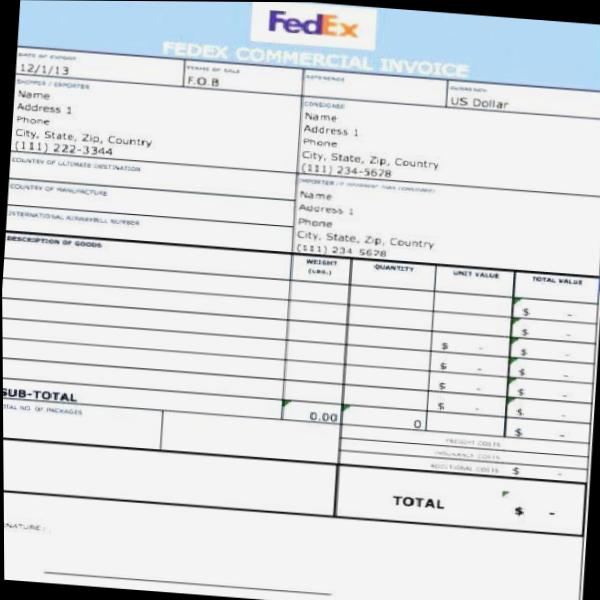 FedEx
FEDEX COMMERCIAL INVOICE
DATE OF EXPORT
12/1/13
TERMS OF SALE
F.O.B
REFERENCE
CURRENCY
US Dollar
SHIPPER / EXPORTER
Name
Address 1
Phone
City, State, Zip, Country
(111) 222-3344
CONSIGNEE
Name
Address 1
Phone
City, State, Zip, Country
(111) 234-5678
COUNTRY OF ULTIMATE DESTINATION
COUNTRY OF MANUFACTURE
INTERNATIONAL AIRWAYBILL NUMBER
Name
Address 1
Phone
City, State, Zip, Country
(111) 234 5678
DESCRIPTION OF GOODS
WEIGHT
(LBS.)
QUANTITY
UNIT VALUE
TOTAL VALUE
$ -
$ -
$ - $ -
$ - $ -
$ - $ -
$ - $ -
SUB-TOTAL 0.00 0 $ -
TOTAL NO. OF PACKAGES
FREIGHT COSTS
INSURANCE COSTS
ADDITIONAL COSTS $ -
TOTAL $ -
NATURE: